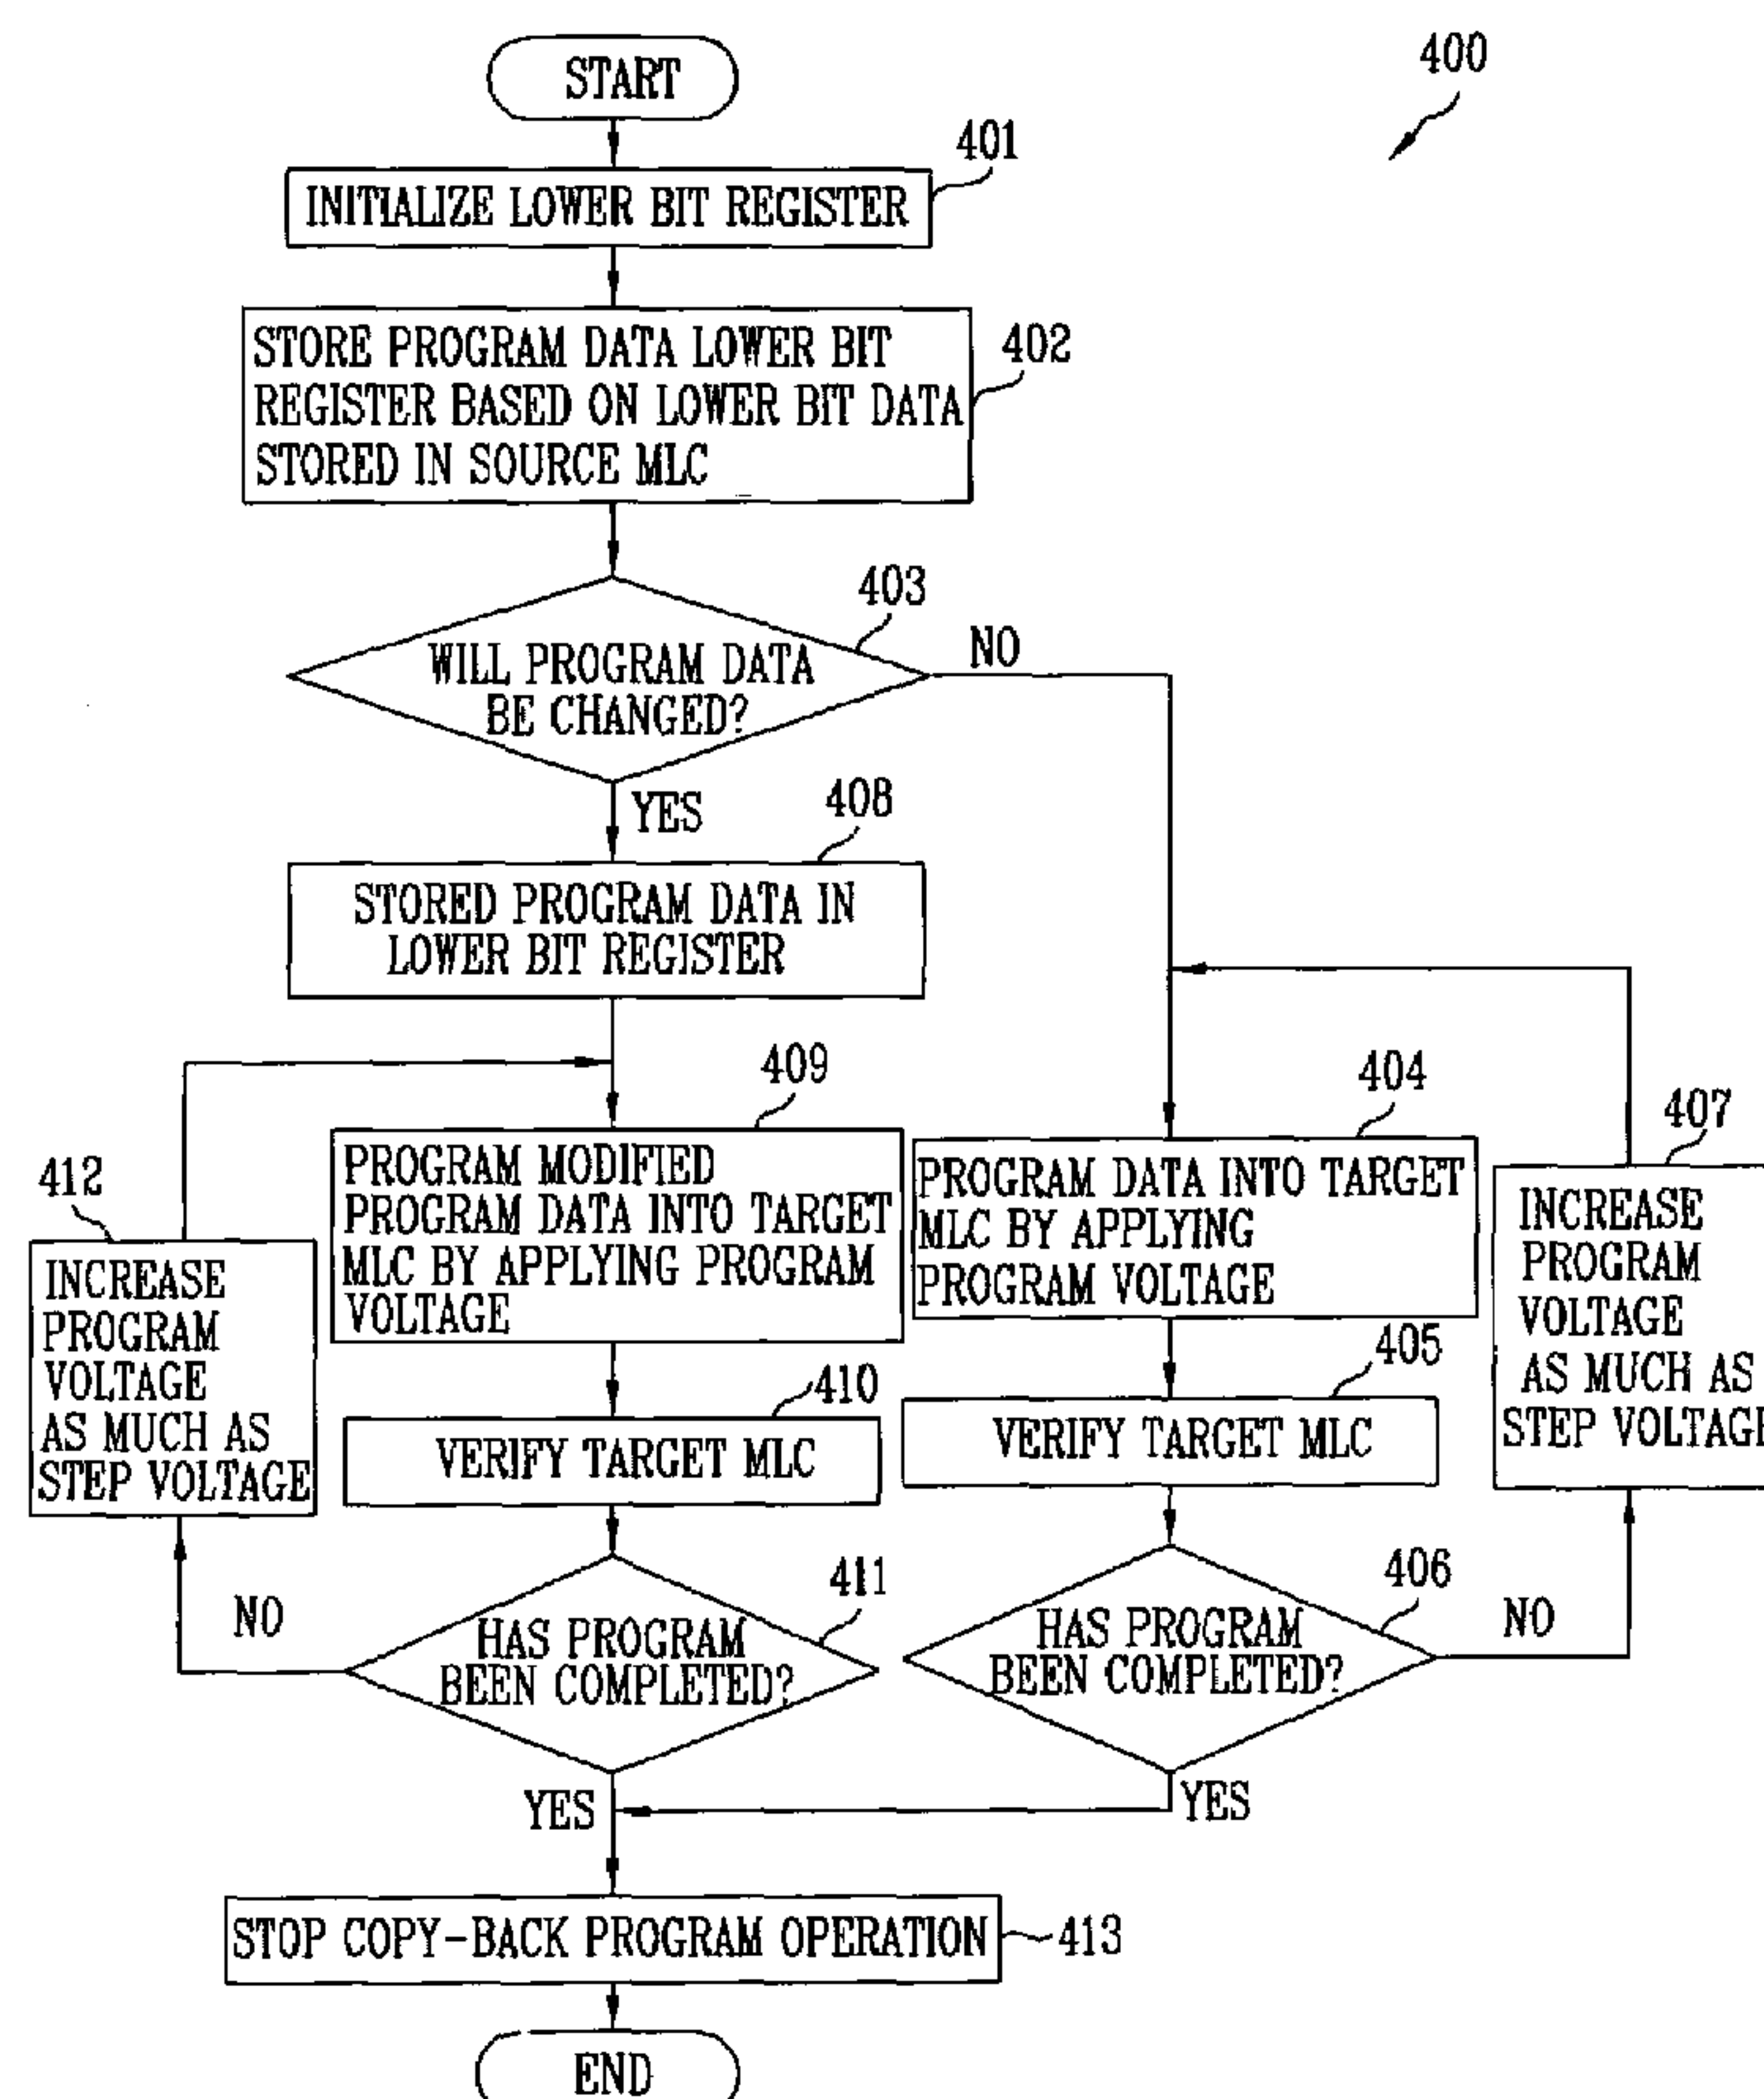 START
400
401
INITIALIZE LOWER BIT REGISTER
STORE PROGRAM DATA LOWER BIT
REGISTER BASED ON LOWER BIT DATA
STORED IN SOURCE MLC
402
403
WILL PROGRAM DATA
BE CHANGED?
NO
YES
408
STORED PROGRAM DATA IN
LOWER BIT REGISTER
409
PROGRAM MODIFIED
PROGRAM DATA INTO TARGET
MLC BY APPLYING PROGRAM
VOLTAGE
404
PROGRAM DATA INTO TARGET
MLC BY APPLYING
PROGRAM VOLTAGE
407
INCREASE
PROGRAM
VOLTAGE
AS MUCH AS
STEP VOLTAGE
412
INCREASE
PROGRAM
VOLTAGE
AS MUCH AS
STEP VOLTAGE
410
VERIFY TARGET MLC
405
VERIFY TARGET MLC
411
HAS PROGRAM
BEEN COMPLETED?
NO
406
HAS PROGRAM
BEEN COMPLETED?
NO
YES
YES
STOP COPY-BACK PROGRAM OPERATION
413
END